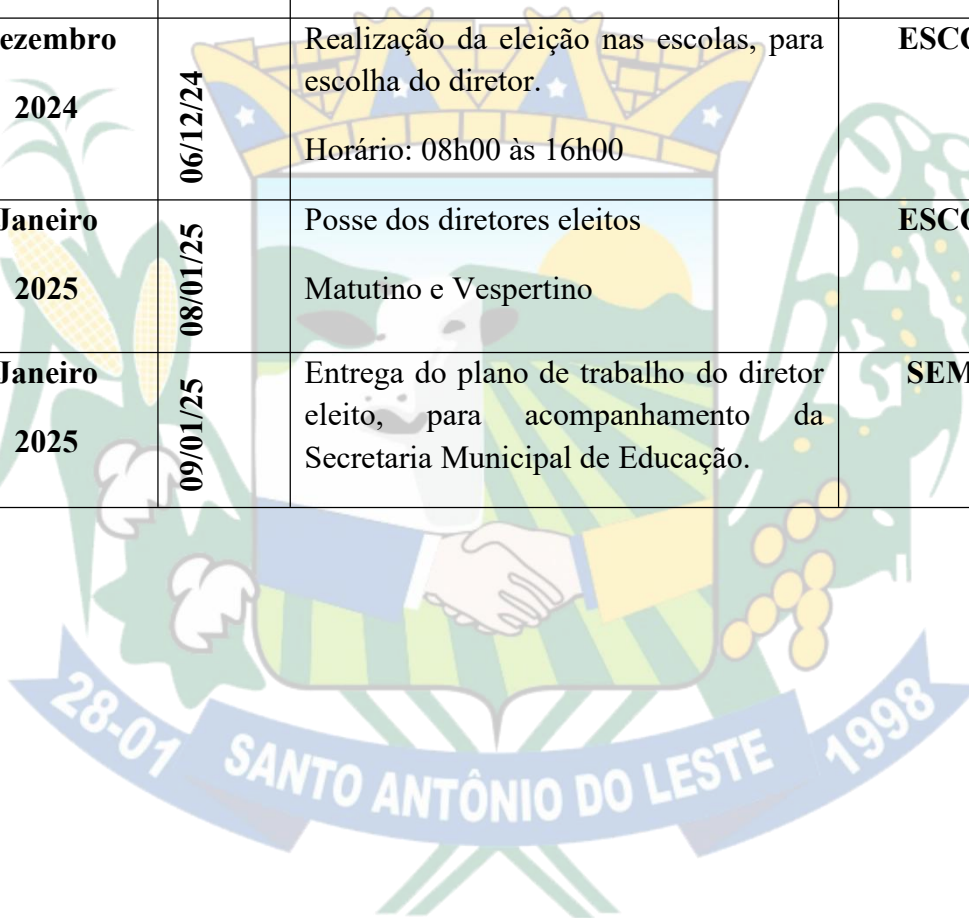 ezembro
2024
06/12/24
Realização da eleição nas escolas, para
escolha do diretor.
Horário: 08h00 às 16h00
ESCO
Janeiro
2025
08/01/25
Posse dos diretores eleitos
Matutino e Vespertino
ESCO
Janeiro
2025
09/01/25
Entrega do plano de trabalho do diretor
eleito, para acompanhamento da
Secretaria Municipal de Educação.
SEM
28-01
SANTO ANTÔNIO DO LESTE
1998